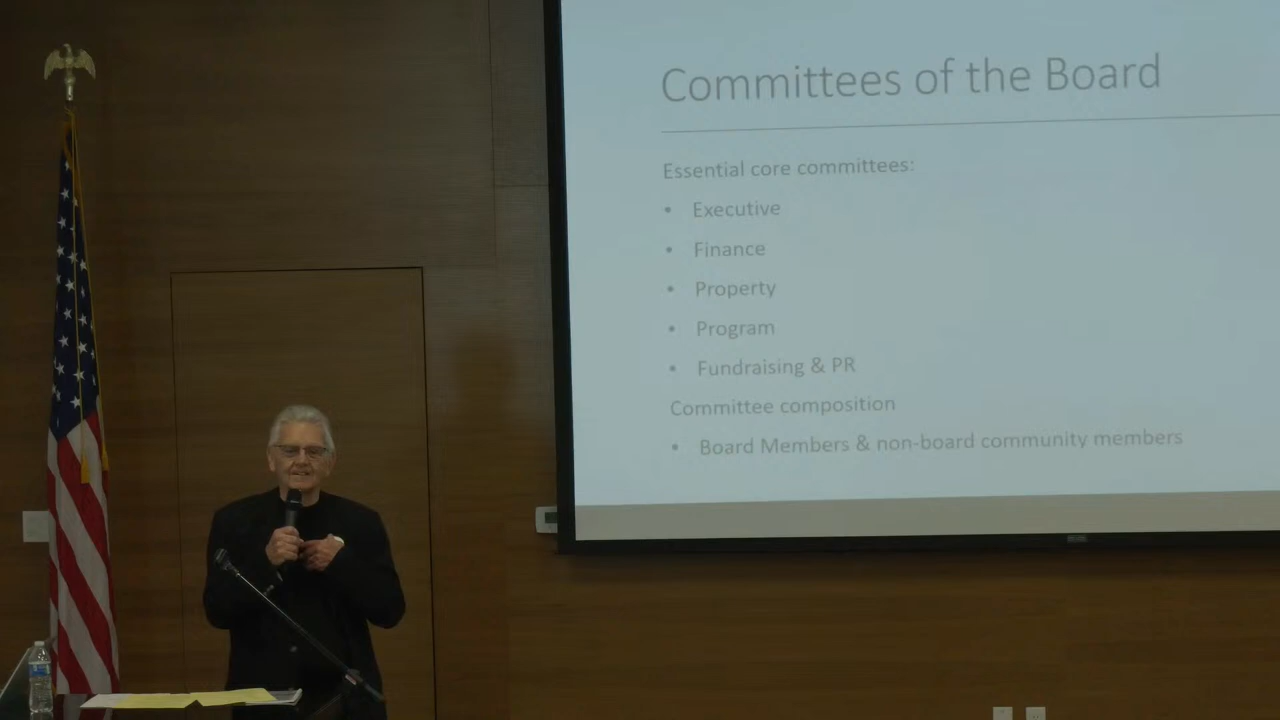 Committees of the Board
Essential core committees:
• Executive
• Finance
• Property
• Program
• Fundraising & PR
Committee composition
• Board Members & non-board community members